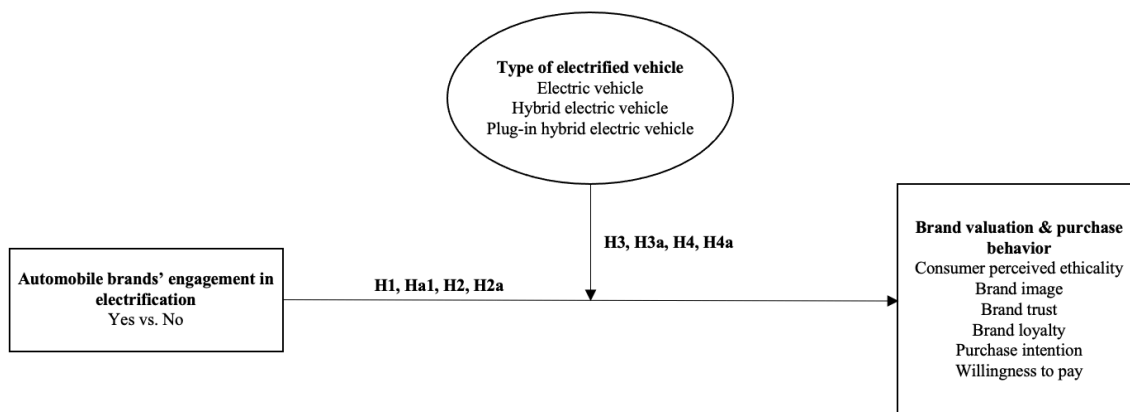 Type of electrified vehicle
Electric vehicle
Hybrid electric vehicle
Plug-in hybrid electric vehicle
H3, H3a, H4, H4a
Automobile brands’ engagement in
electrification
Yes vs. No
H1, Ha1, H2, H2a
Brand valuation & purchase
behavior
Consumer perceived ethicality
Brand image
Brand trust
Brand loyalty
Purchase intention
Willingness to pay